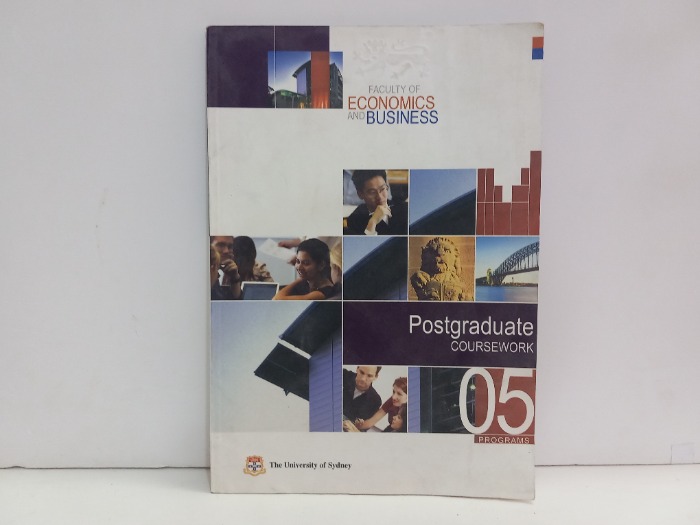 FACULTY OF
ECONOMICS
AND BUSINESS
Postgraduate
COURSEWORK
05
PROGRAMS
The University of Sydney